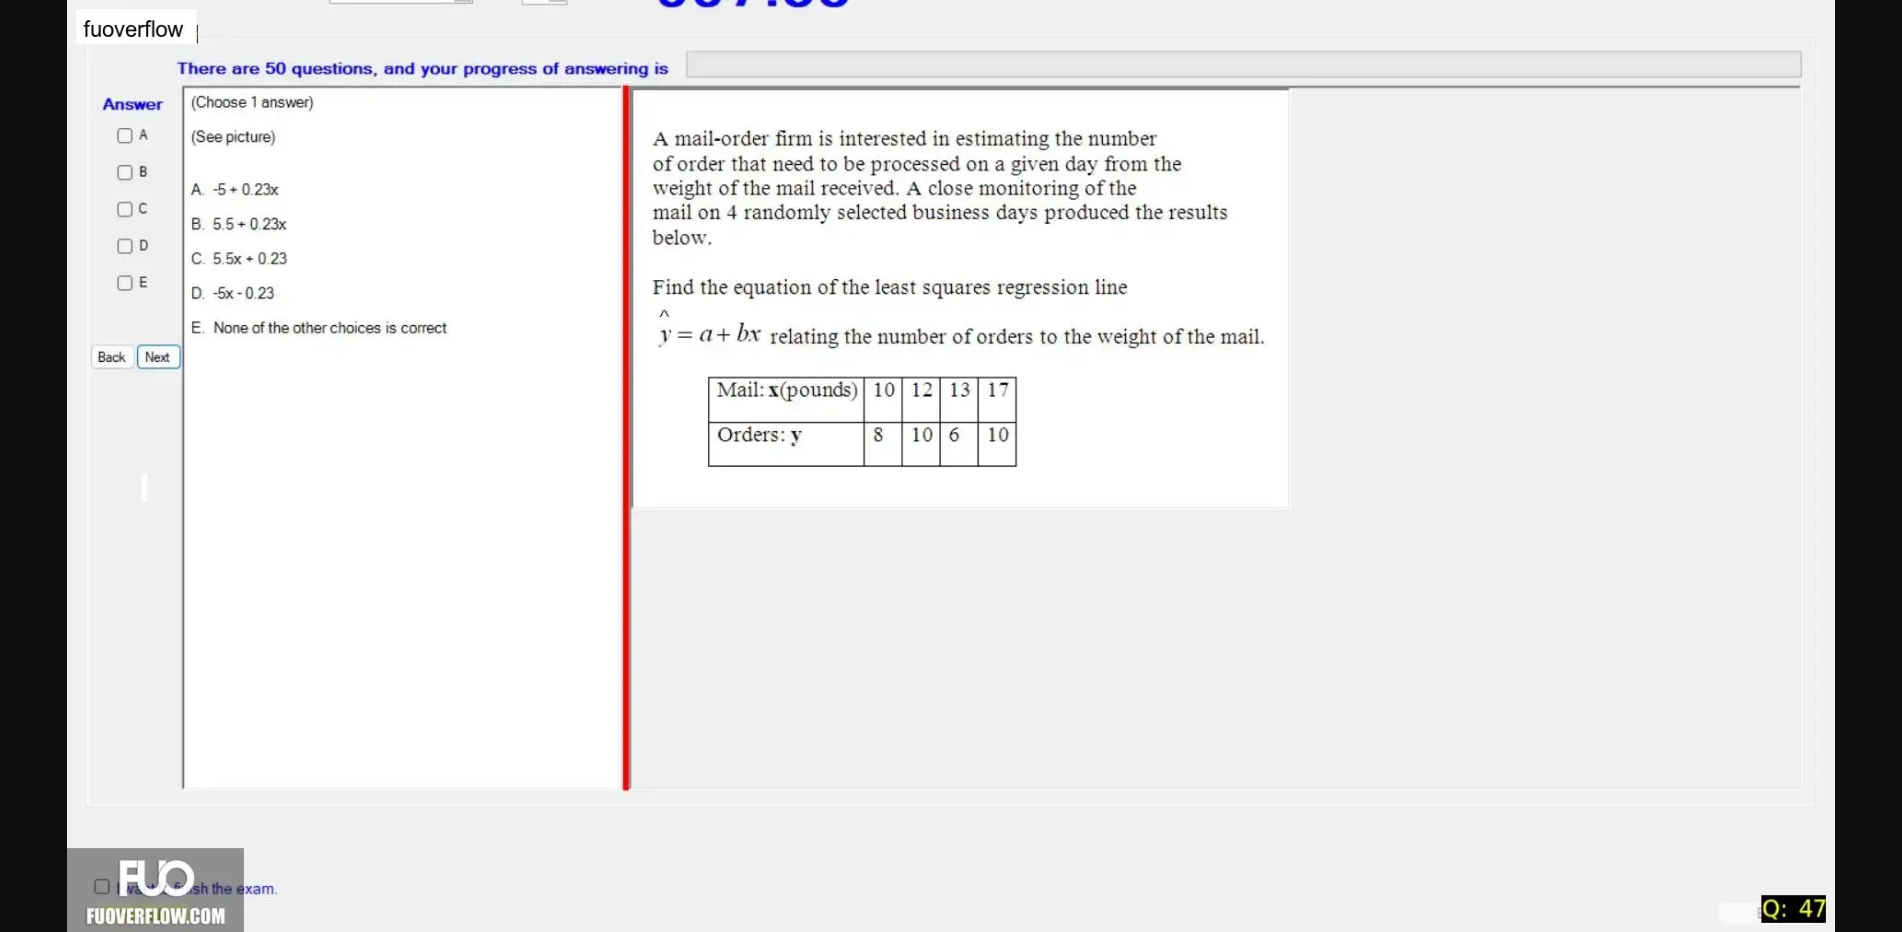 fuoverflow
There are 50 questions, and your progress of answering is
Answer
A
B
C
D
E
Back Next
(Choose 1 answer)
(See picture)
A. -5 + 0.23x
B. 5.5 + 0.23x
C. 5.5x + 0.23
D. -5x - 0.23
E. None of the other choices is correct
A mail-order firm is interested in estimating the number
of order that need to be processed on a given day from the
weight of the mail received. A close monitoring of the
mail on 4 randomly selected business days produced the results
below.
Find the equation of the least squares regression line
ŷ = a + bx relating the number of orders to the weight of the mail.
Mail: x(pounds) 10 12 13 17
Orders: y 8 10 6 10
FUO
sh the exam.
FUOVERFLOW.COM
Q: 47